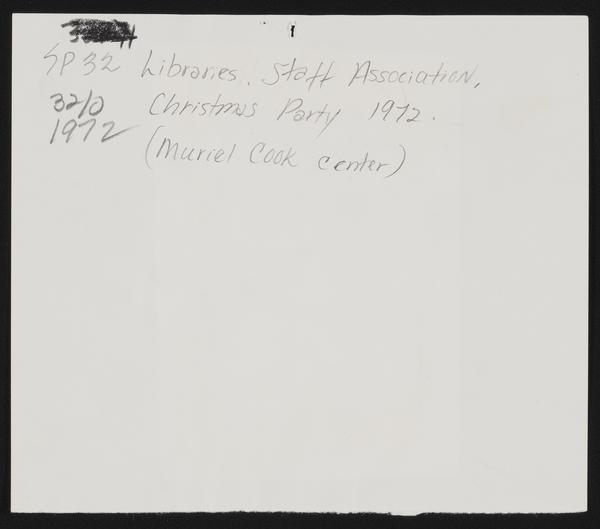 SP 32 Libraries. Staff Association,
32/0 Christmas Party 1972.
1972 (Muriel Cook center)